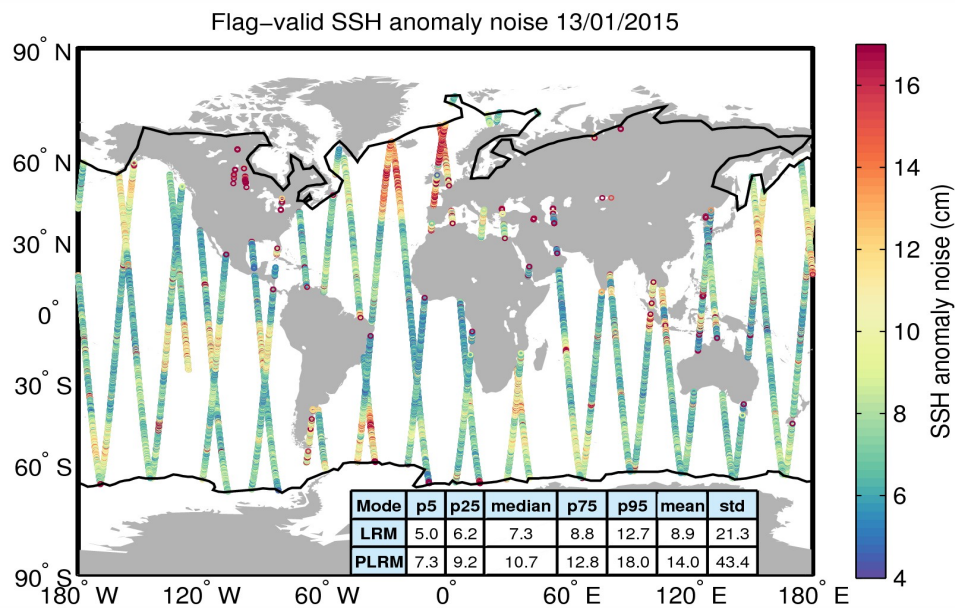 Flag−valid SSH anomaly noise 13/01/2015
90° N
60° N
30° N
0°
30° S
60° S
90° S
180° W
120° W
60° W
0°
60° E
120° E
180° E
Mode p5 p25 median p75 p95 mean std
LRM 5.0 6.2 7.3 8.8 12.7 8.9 21.3
PLRM 7.3 9.2 10.7 12.8 18.0 14.0 43.4
16
14
12
10
8
6
4
SSH anomaly noise (cm)